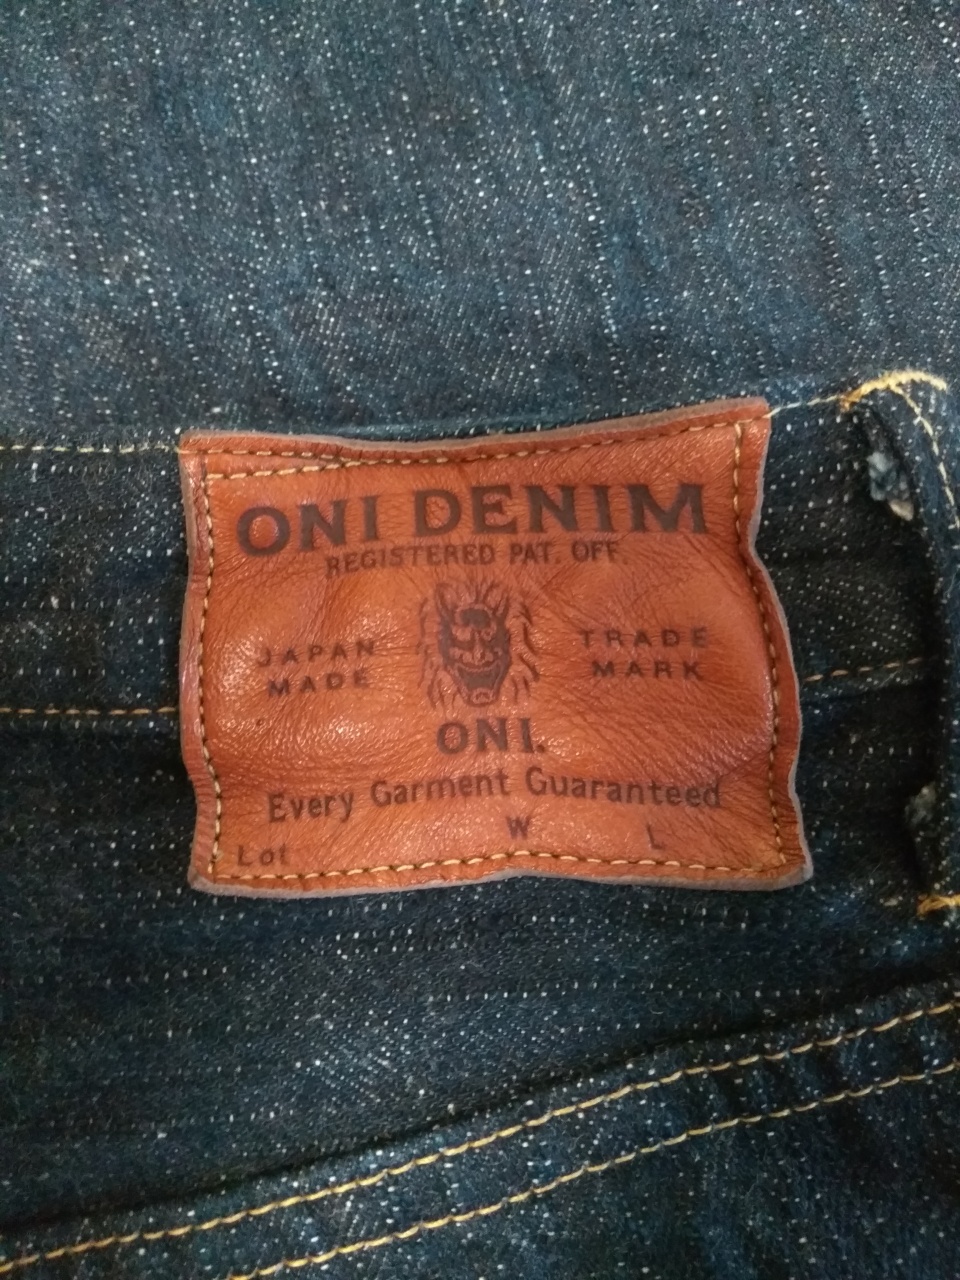 ONI DENIM
REGISTERED PAT. OFF.
JAPAN MADE
TRADE MARK
ONI.
Every Garment Guaranteed
Lot W L